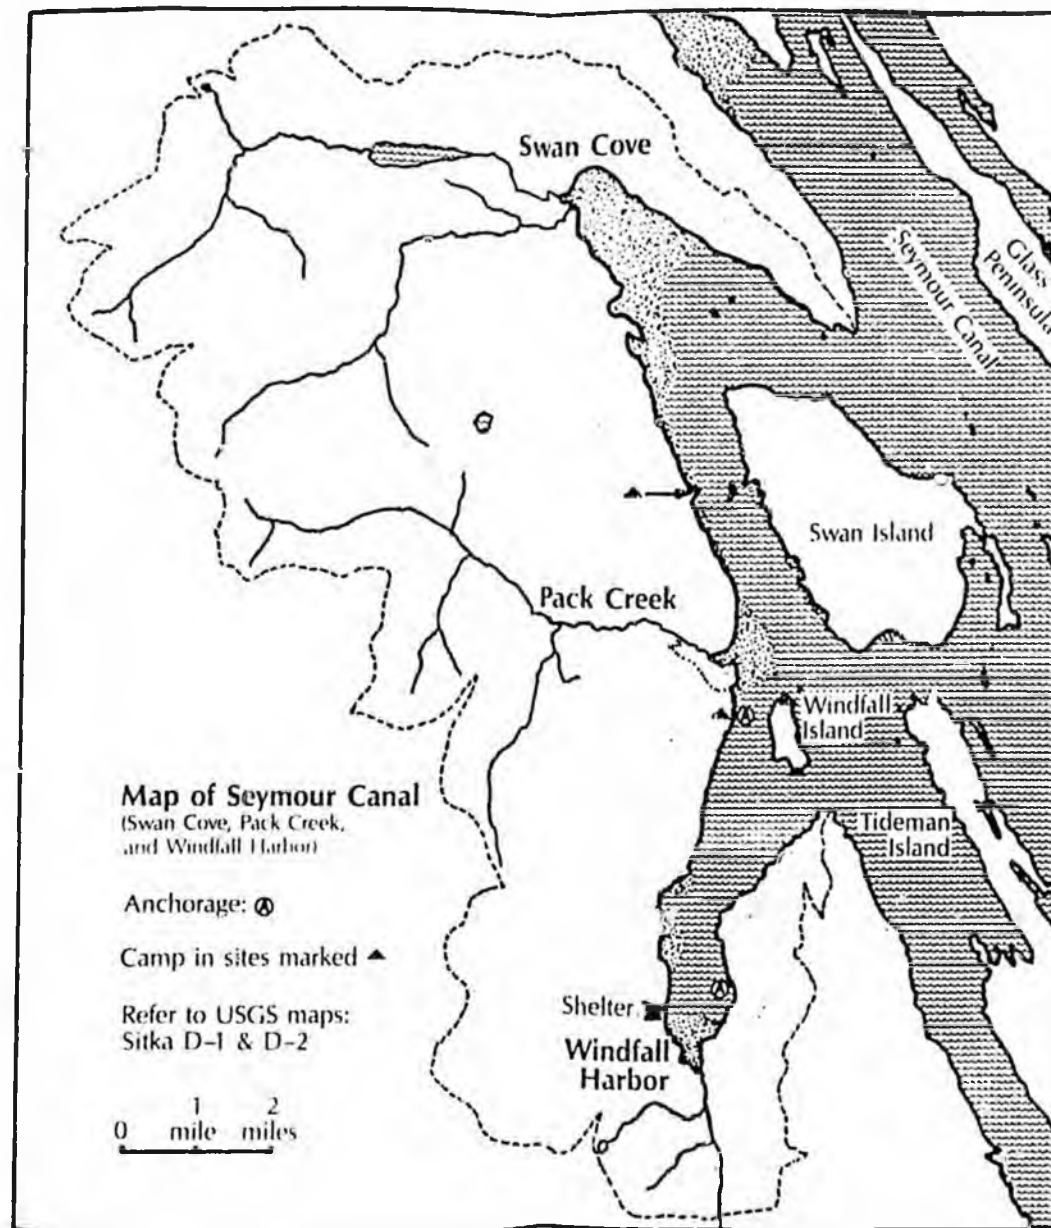 Swan Cove
Seymour Canal
Glass
Peninsula
Swan Island
Pack Creek
Windfall
Island
Map of Seymour Canal
(Swan Cove, Pack Creek,
and Windfall Harbor)
Tideman
Island
Anchorage: Ⓐ
Camp in sites marked ▲
Shelter
Refer to USGS maps:
Sitka D-1 & D-2
Windfall
Harbor
1 2
0 mile miles